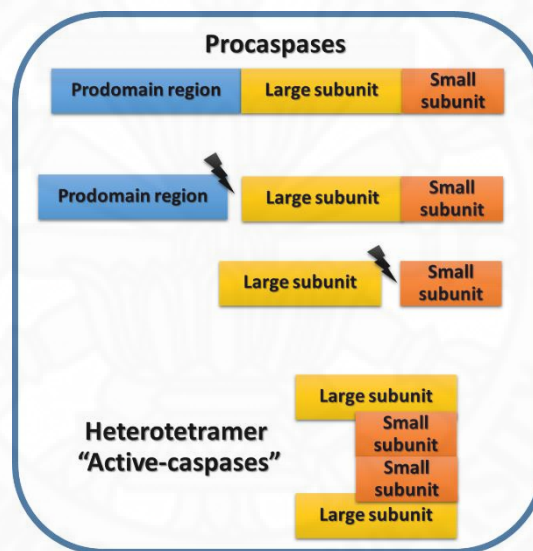 Procaspases
Prodomain region Large subunit Small
subunit
Prodomain region Large subunit Small
subunit
Large subunit Small
subunit
Large subunit
Heterotetramer
“Active-caspases”
Small
subunit
Small
subunit
Large subunit